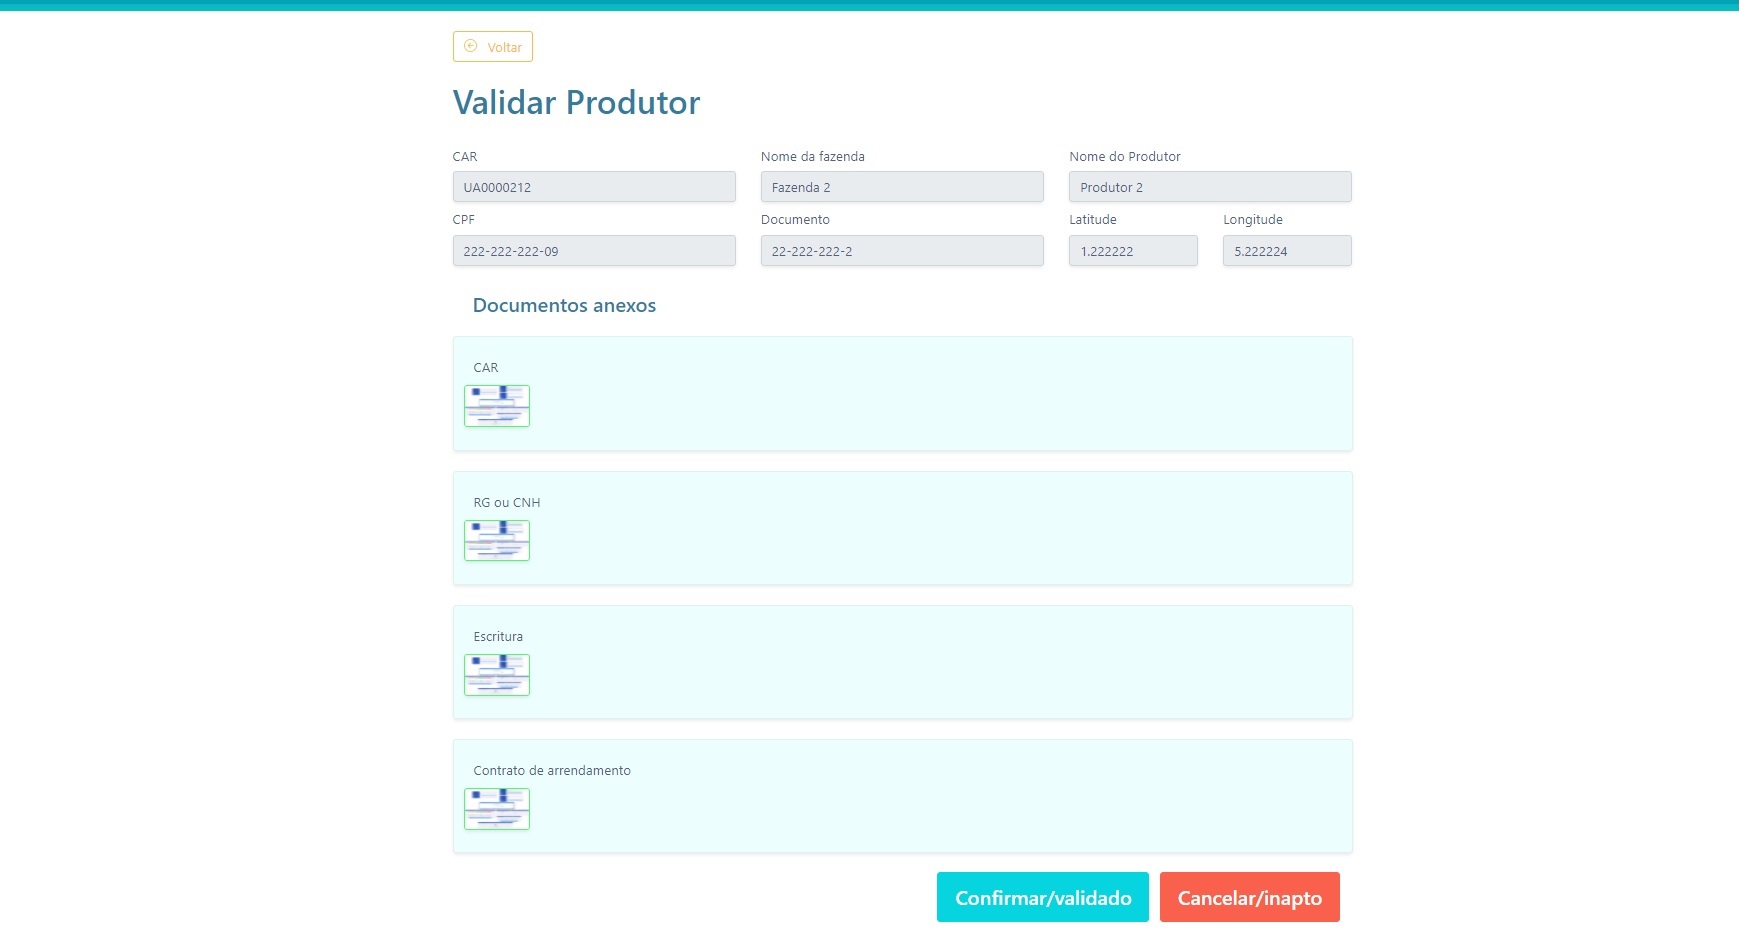 Voltar
Validar Produtor
CAR Nome da fazenda Nome do Produtor
UA0000212 Fazenda 2 Produtor 2
CPF Documento Latitude Longitude
222-222-222-09 22-222-222-2 1.222222 5.222224
Documentos anexos
CAR
RG ou CNH
Escritura
Contrato de arrendamento
Confirmar/validado Cancelar/inapto